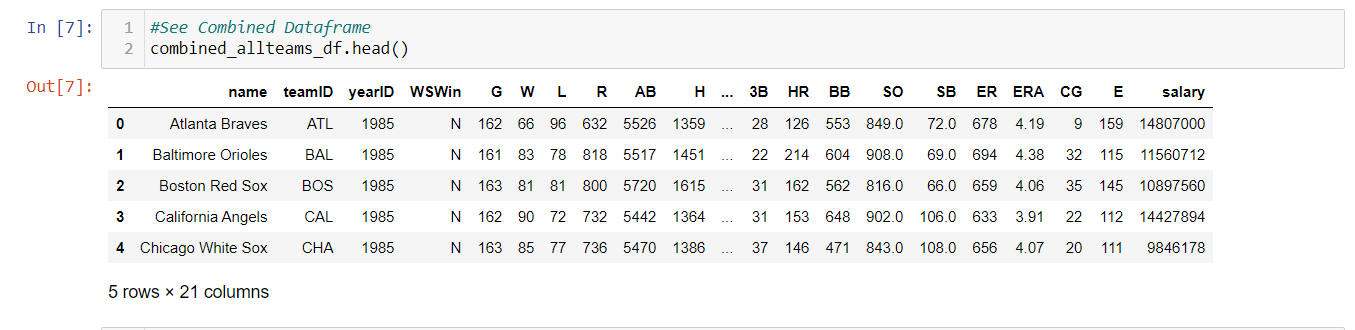 In [7]: 1 #See Combined Dataframe
2 combined_allteams_df.head()
Out[7]:
name teamID yearID WSWin G W L R AB H ... 3B HR BB SO SB ER ERA CG E salary
0 Atlanta Braves ATL 1985 N 162 66 96 632 5526 1359 ... 28 126 553 849.0 72.0 678 4.19 9 159 14807000
1 Baltimore Orioles BAL 1985 N 161 83 78 818 5517 1451 ... 22 214 604 908.0 69.0 694 4.38 32 115 11560712
2 Boston Red Sox BOS 1985 N 163 81 81 800 5720 1615 ... 31 162 562 816.0 66.0 659 4.06 35 145 10897560
3 California Angels CAL 1985 N 162 90 72 732 5442 1364 ... 31 153 648 902.0 106.0 633 3.91 22 112 14427894
4 Chicago White Sox CHA 1985 N 163 85 77 736 5470 1386 ... 37 146 471 843.0 108.0 656 4.07 20 111 9846178
5 rows × 21 columns